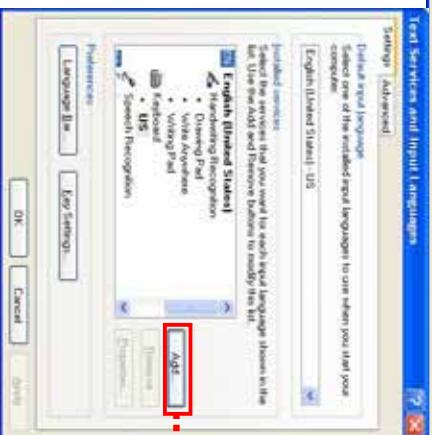 Text Services and Input Languages
Settings Advanced
Default input language
Select one of the installed input languages to use when you start your
computer.
English (United States) - US
Installed services
Select the services that you want for each input language shown in the
list. Use the Add and Remove buttons to modify this list.
English (United States)
Handwriting Recognition
• Drawing Pad
• Write Anywhere
• Writing Pad
Keyboard
• US
Speech Recognition
Add...
Remove
Properties...
Preferences
Language Bar...
Key Settings...
OK
Cancel
Apply